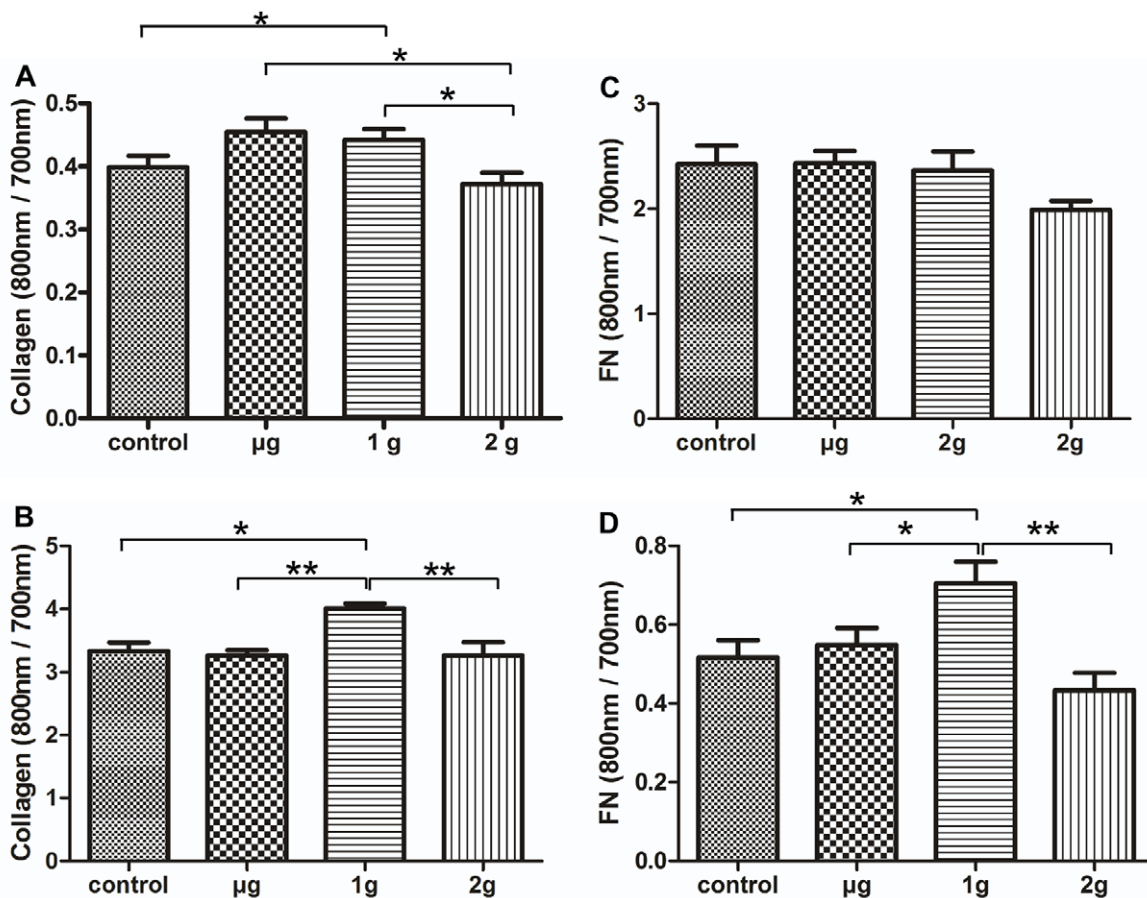 A
*
*
*
Collagen (800nm / 700nm)
0.5
0.4
0.3
0.2
0.1
0.0
control μg 1 g 2 g
C
FN (800nm / 700nm)
3
2
1
0
control μg 2g 2g
B
*
** **
Collagen (800nm / 700nm)
5
4
3
2
1
0
control μg 1g 2g
D
*
* **
FN (800nm / 700nm)
0.8
0.6
0.4
0.2
0.0
control μg 1g 2g